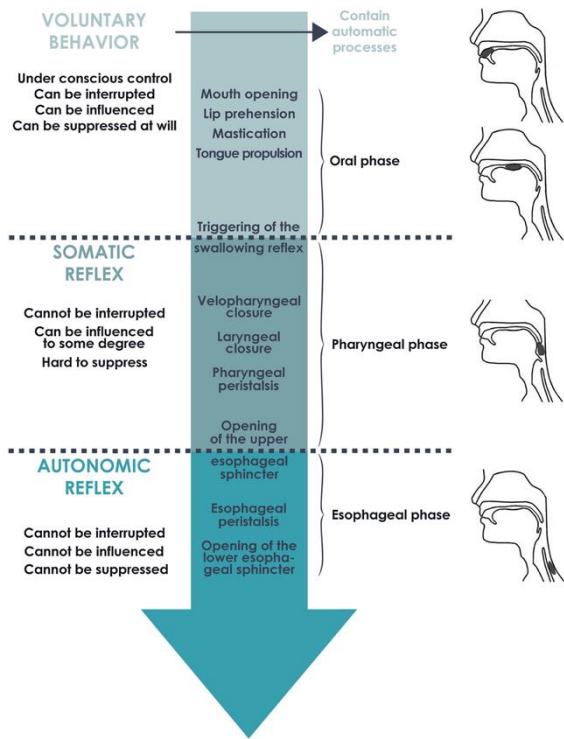 VOLUNTARY
BEHAVIOR
Contain
automatic
processes
Under conscious control
Can be interrupted
Can be influenced
Can be suppressed at will
Mouth opening
Lip prehension
Mastication
Tongue propulsion
Oral phase
Triggering of the
swallowing reflex
SOMATIC
REFLEX
Cannot be interrupted
Can be influenced
to some degree
Hard to suppress
Velopharyngeal
closure
Laryngeal
closure
Pharyngeal
peristalsis
Pharyngeal phase
Opening
of the upper
esophageal
sphincter
AUTONOMIC
REFLEX
Cannot be interrupted
Cannot be influenced
Cannot be suppressed
Esophageal
peristalsis
Opening of the
lower esopha-
geal sphincter
Esophageal phase